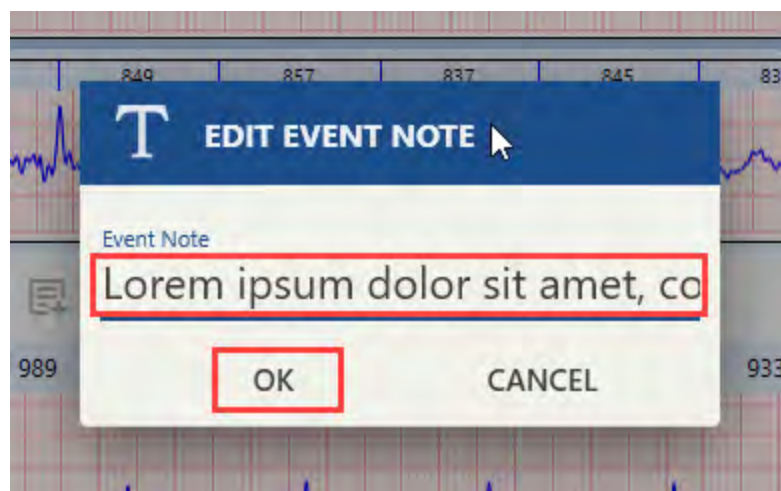 849 857 837 845 83
T EDIT EVENT NOTE
Event Note
Lorem ipsum dolor sit amet, co
989 933
OK CANCEL